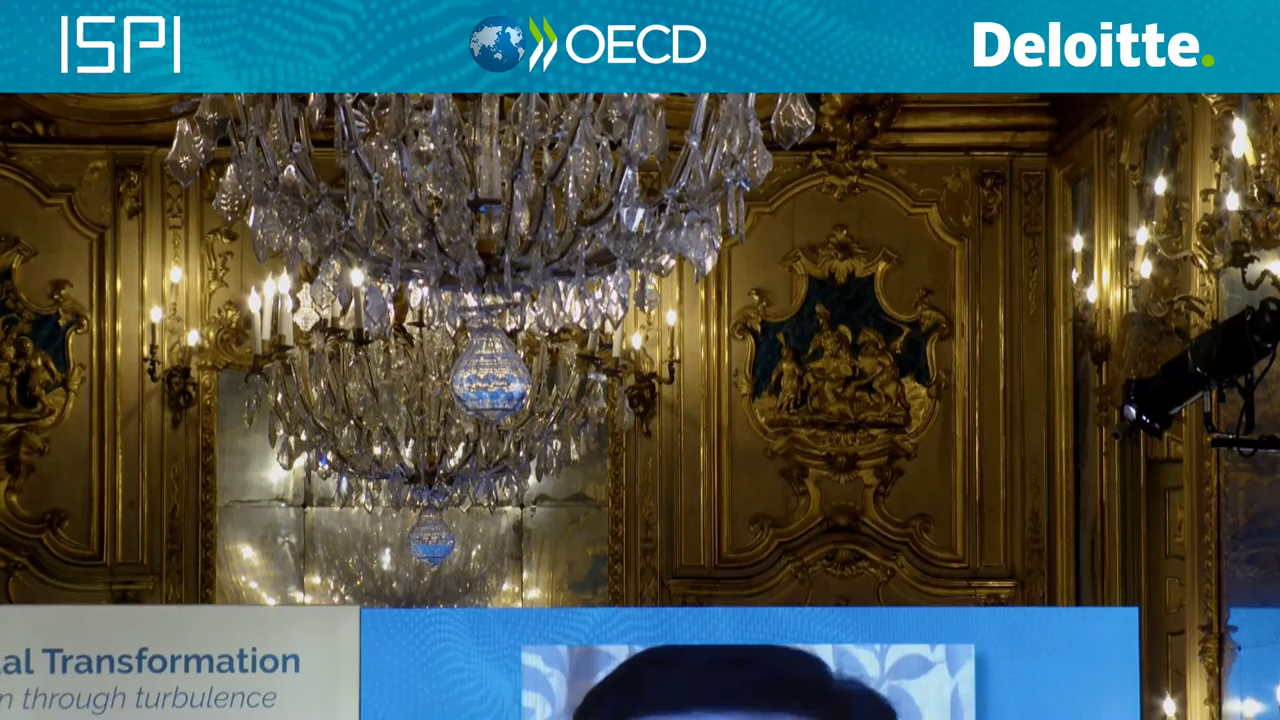 ISPI
OECD
Deloitte.
al Transformation
n through turbulence